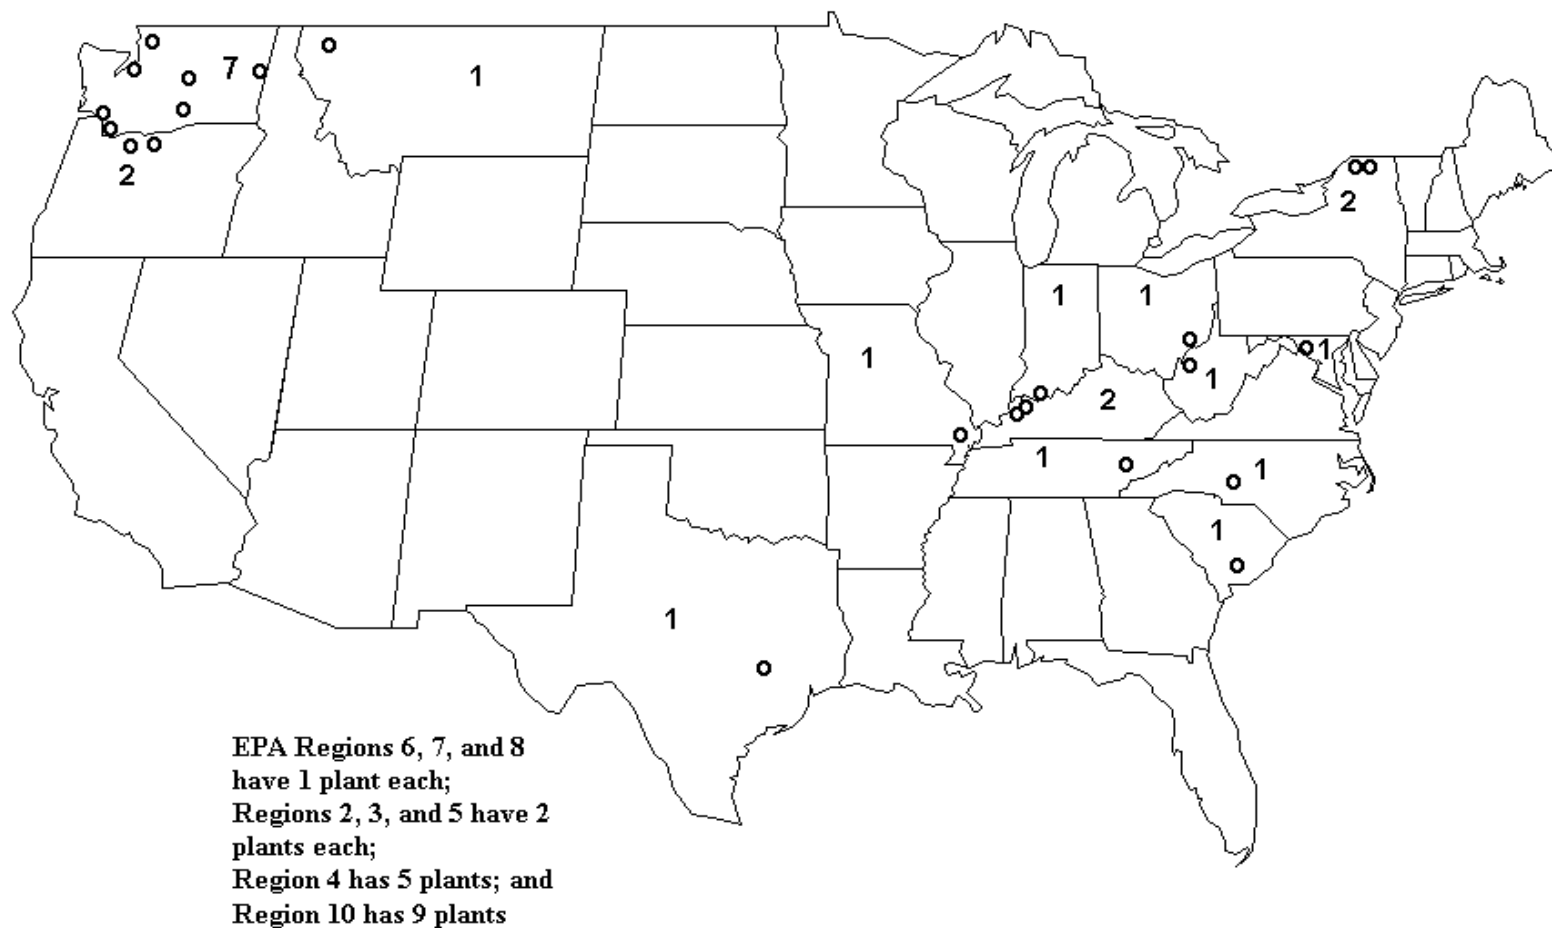 7
1
2
2
1
1
1
1
1
2
1
1
1
1
EPA Regions 6, 7, and 8
have 1 plant each;
Regions 2, 3, and 5 have 2
plants each;
Region 4 has 5 plants; and
Region 10 has 9 plants